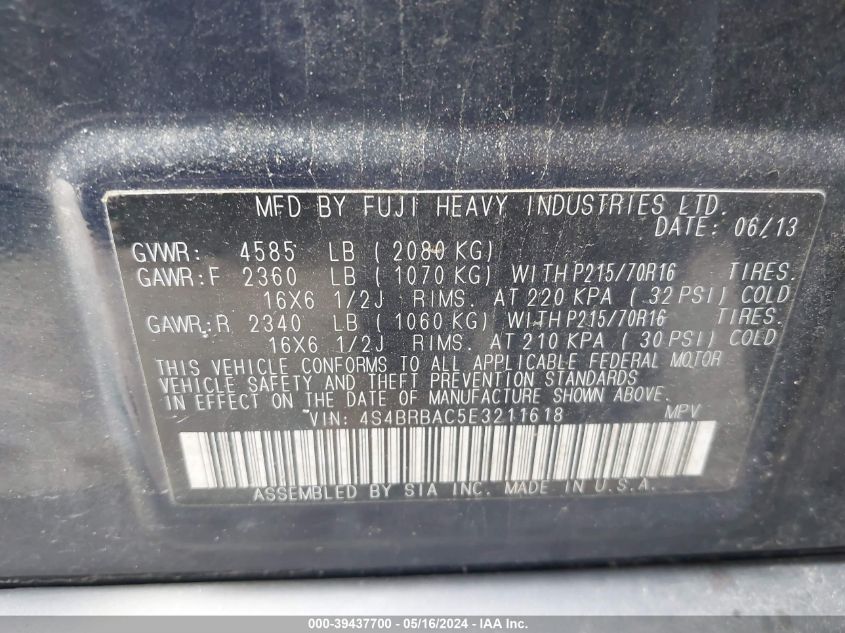 MFD BY FUJI HEAVY INDUSTRIES LTD.
DATE: 06/13
GVWR: 4585 LB ( 2080 KG)
GAWR:F 2360 LB ( 1070 KG) WITH P215/70R16 TIRES.
16X6 1/2J RIMS. AT 220 KPA ( 32 PSI) COLD
GAWR:R 2340 LB ( 1060 KG) WITH P215/70R16 TIRES.
16X6 1/2J RIMS. AT 210 KPA ( 30 PSI) COLD
THIS VEHICLE CONFORMS TO ALL APPLICABLE FEDERAL MOTOR
VEHICLE SAFETY AND THEFT PREVENTION STANDARDS
IN EFFECT ON THE DATE OF MANUFACTURE SHOWN ABOVE.
VIN: 4S4BRBAC5E3211618 MPV
ASSEMBLED BY SIA INC. MADE IN U.S.A.
000-39437700 - 05/16/2024 - IAA Inc.